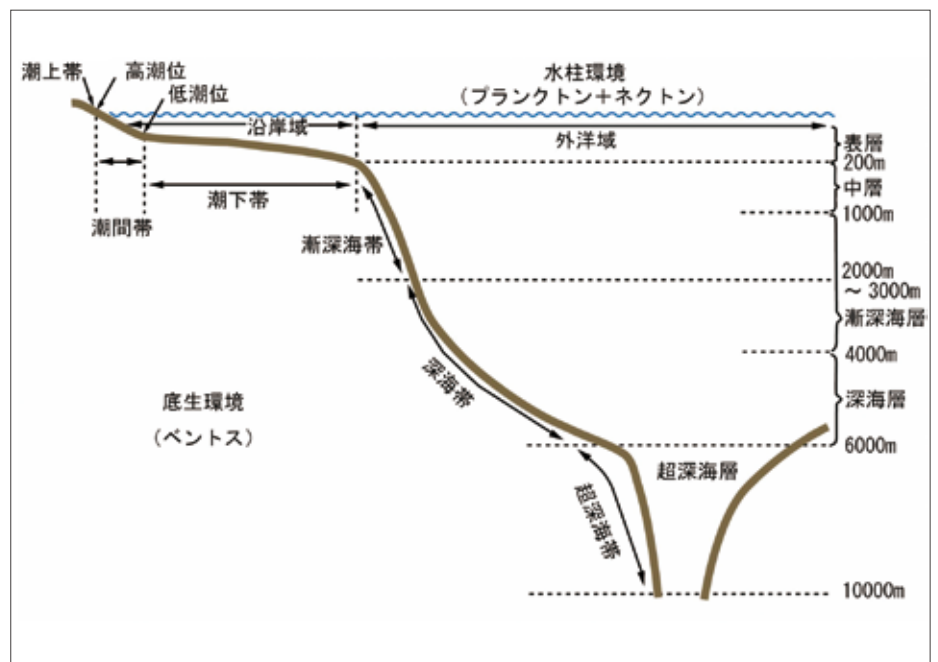 水柱環境
（プランクトン＋ネクトン）
潮上帯
高潮位
低潮位
沿岸域
外洋域
表層
200m
中層
1000m
潮下帯
潮間帯
漸深海帯
2000m
～ 3000m
漸深海層
4000m
深海帯
深海層
底生環境
（ベントス）
6000m
超深海層
超深海帯
10000m